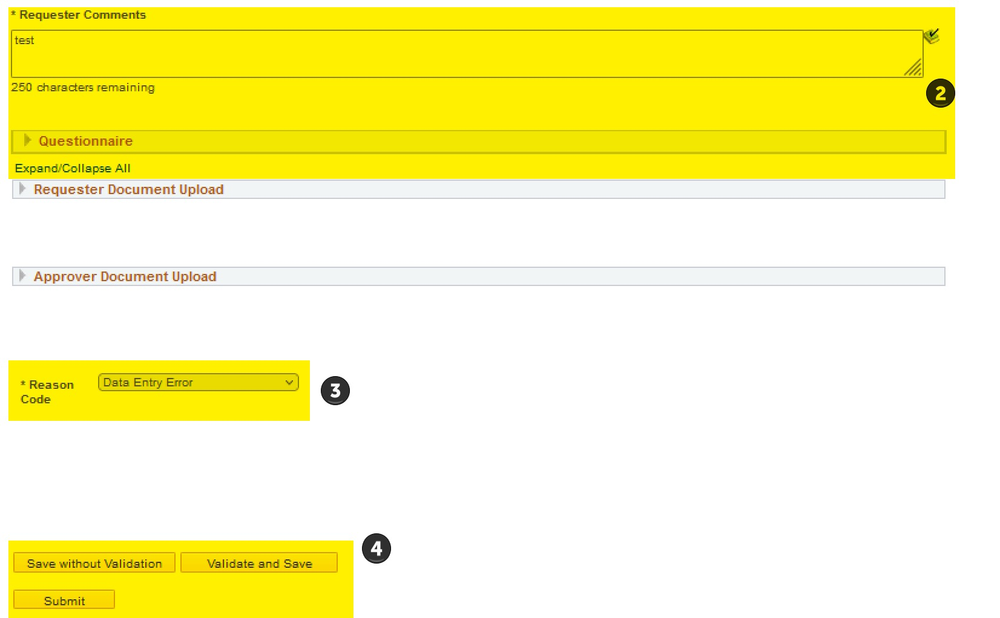 * Requester Comments
test
250 characters remaining
2
Questionnaire
Expand/Collapse All
Requester Document Upload
Approver Document Upload
* Reason
Code
Data Entry Error
3
4
Save without Validation
Validate and Save
Submit